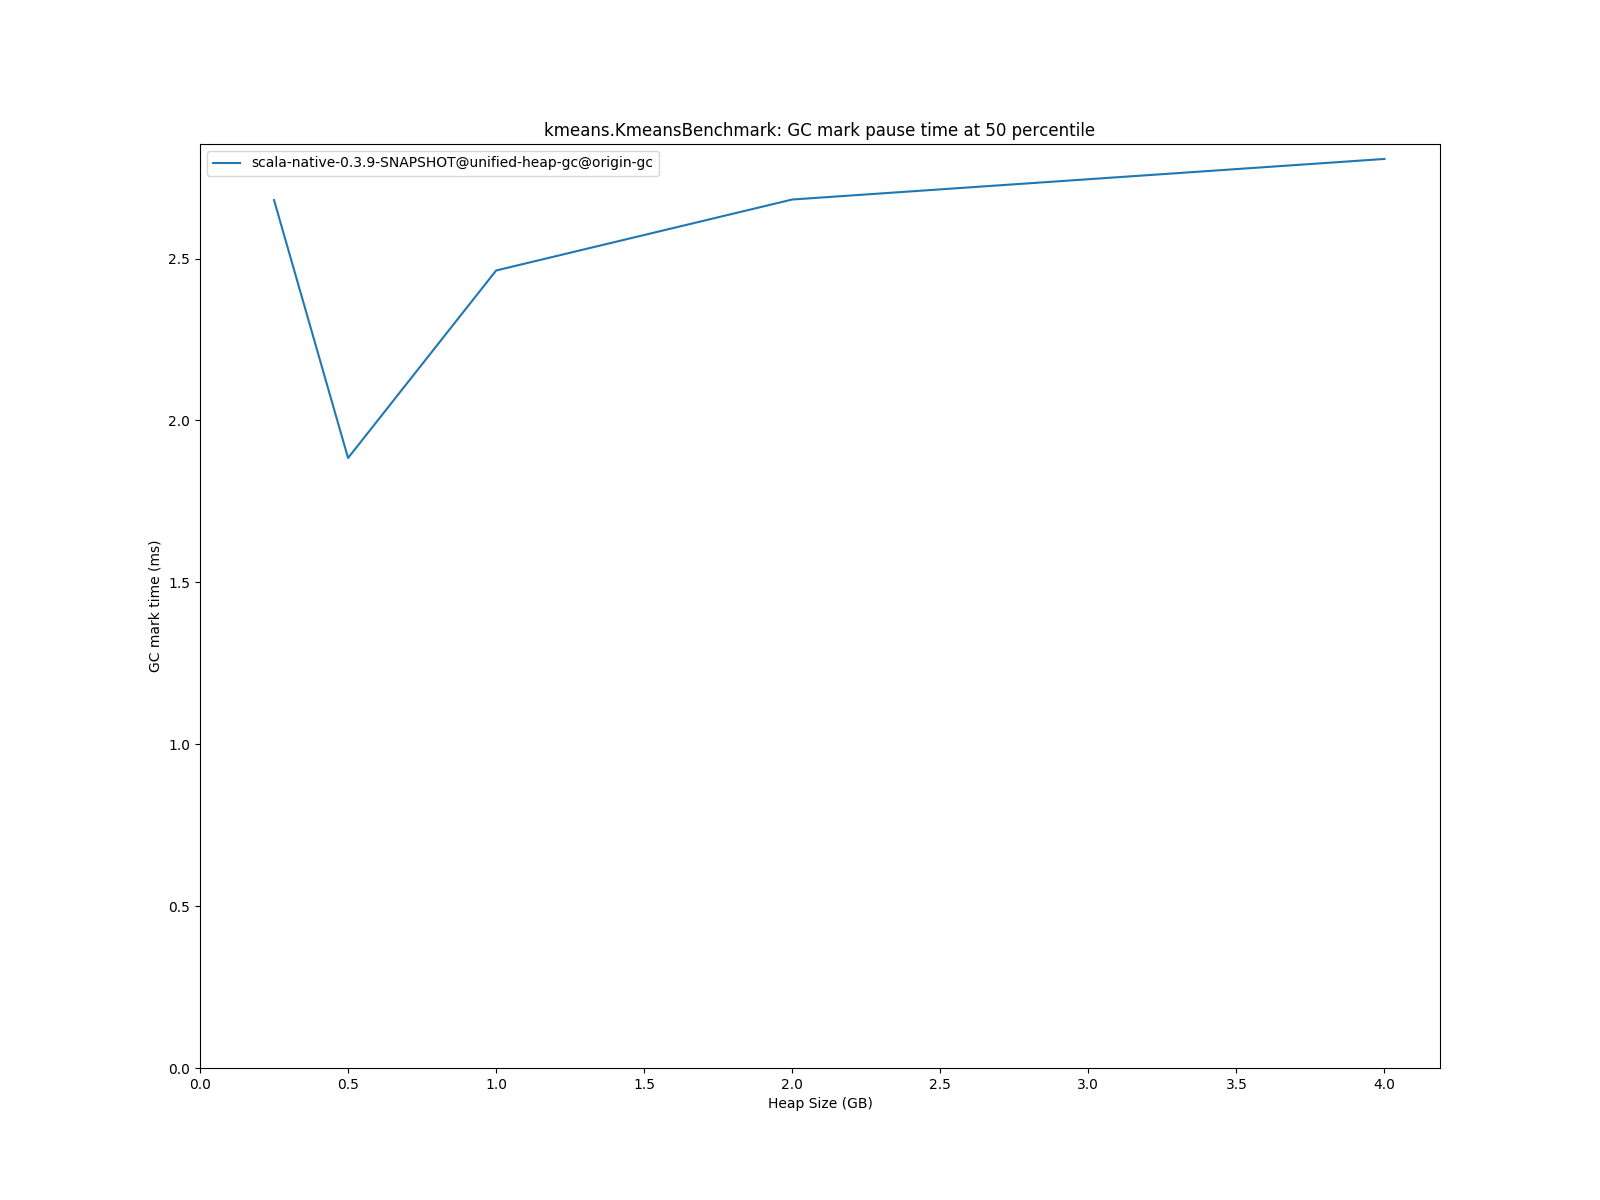 kmeans.KmeansBenchmark: GC mark pause time at 50 percentile
scala-native-0.3.9-SNAPSHOT@unified-heap-gc@origin-gc
2.5
2.0
1.5
1.0
0.5
0.0
GC mark time (ms)
0.0 0.5 1.0 1.5 2.0 2.5 3.0 3.5 4.0
Heap Size (GB)